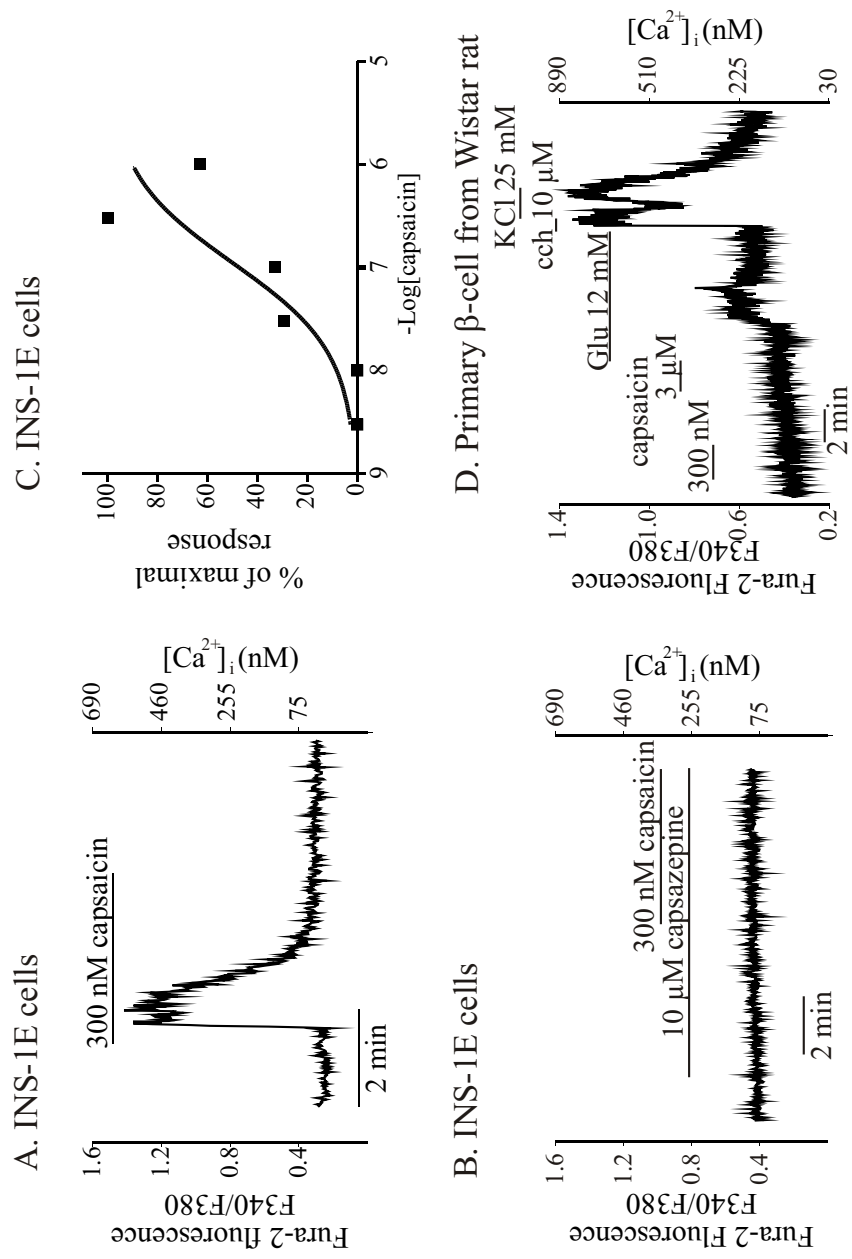 A. INS-1E cells
Fura-2 fluorescence
F340/F380
1.6
1.2
0.8
0.4
300 nM capsaicin
2 min
690
460
255
75
[Ca2+]i (nM)
B. INS-1E cells
Fura-2 Fluorescence
F340/F380
1.6
1.2
0.8
0.4
300 nM capsaicin
10 µM capsazepine
2 min
690
460
255
75
[Ca2+]i (nM)
C. INS-1E cells
% of maximal
response
100
80
60
40
20
0
9
8
7
6
5
-Log[capsaicin]
D. Primary β-cell from Wistar rat
Fura-2 Fluorescence
F340/F380
1.4
1.0
0.6
0.2
KCl 25 mM
cch 10 µM
Glu 12 mM
capsaicin
3 µM
300 nM
2 min
890
510
225
30
[Ca2+]i (nM)